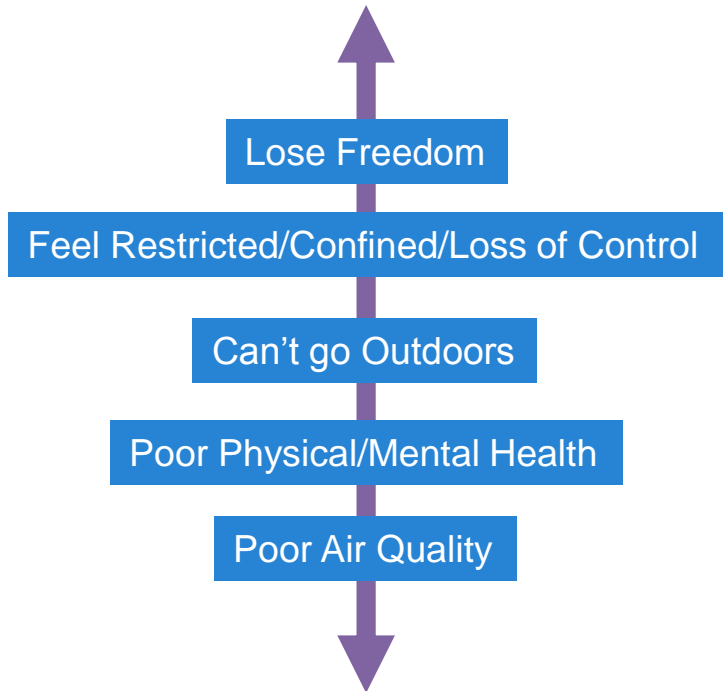 Lose Freedom
Feel Restricted/Confined/Loss of Control
Can’t go Outdoors
Poor Physical/Mental Health
Poor Air Quality